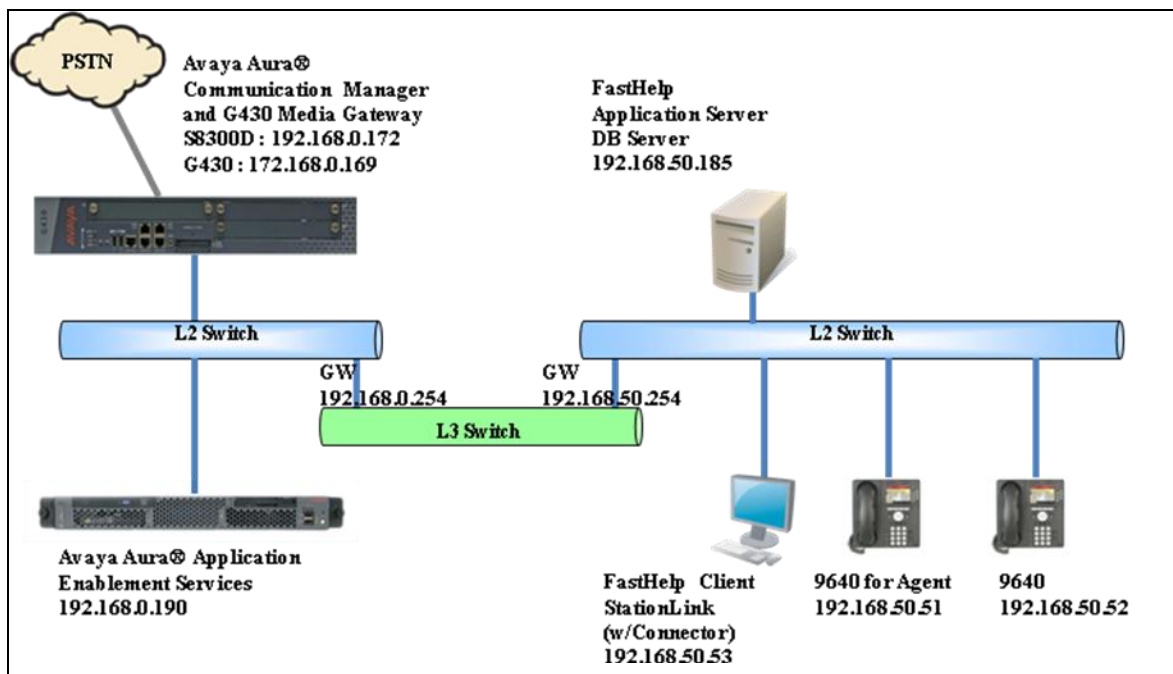 PSTN
Avaya Aura®
Communication Manager
and G430 Media Gateway
S8300D : 192.168.0.172
G430 : 172.168.0.169
FastHelp
Application Server
DB Server
192.168.50.185
G430
AVAYA
L2 Switch
L2 Switch
GW
192.168.0.254
GW
192.168.50.254
L3 Switch
Avaya Aura® Application
Enablement Services
192.168.0.190
FastHelp Client
StationLink
(w/Connector)
192.168.50.53
9640 for Agent
192.168.50.51
9640
192.168.50.52